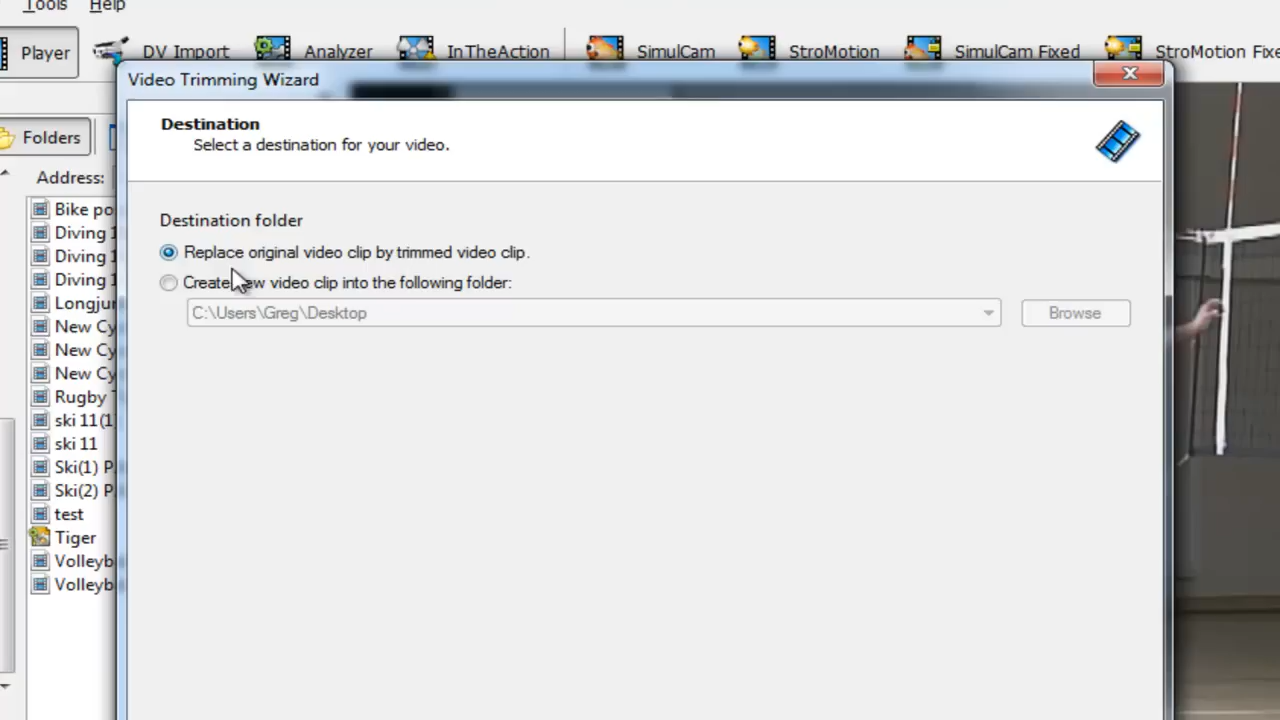 Tools Help
Player DV Import Analyzer InTheAction SimulCam StroMotion SimulCam Fixed StroMotion Fixe
Video Trimming Wizard
Destination
Select a destination for your video.
Folders
Address:
Destination folder
Replace original video clip by trimmed video clip.
Create new video clip into the following folder:
C:\Users\Greg\Desktop
Browse
Bike po
Diving 1
Diving 1
Diving 1
Longjur
New Cy
New Cy
New Cy
Rugby
ski 11(1)
ski 11
Ski(1) P
Ski(2) P
test
Tiger
Volleyb
Volleyb